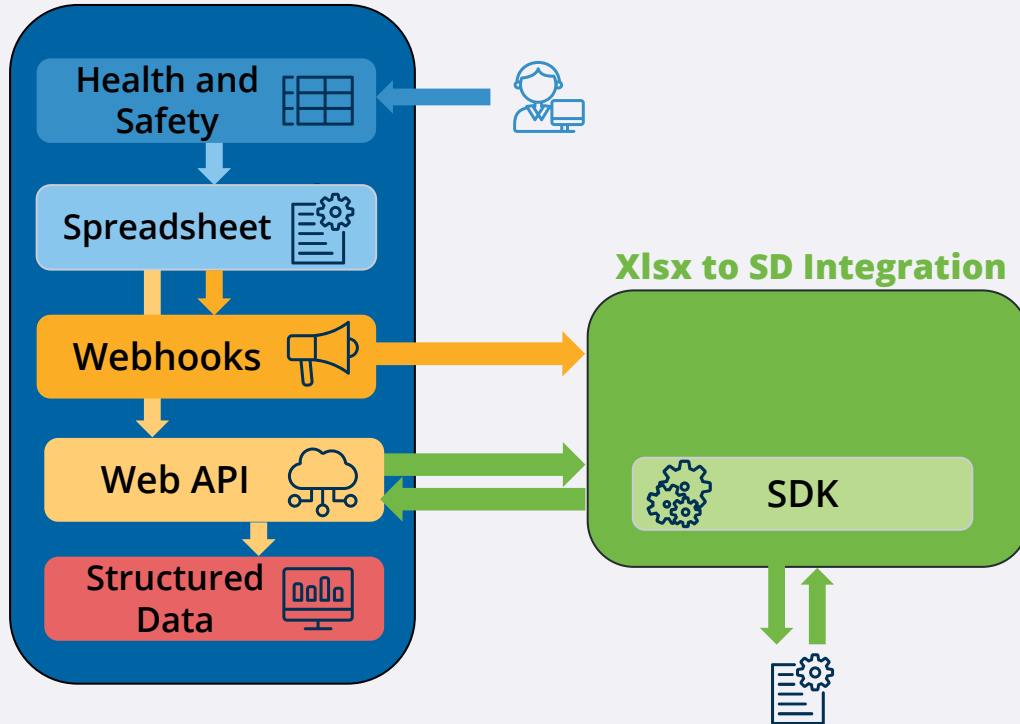 Health and
Safety
Spreadsheet
Xlsx to SD Integration
Webhooks
Web API
SDK
Structured
Data